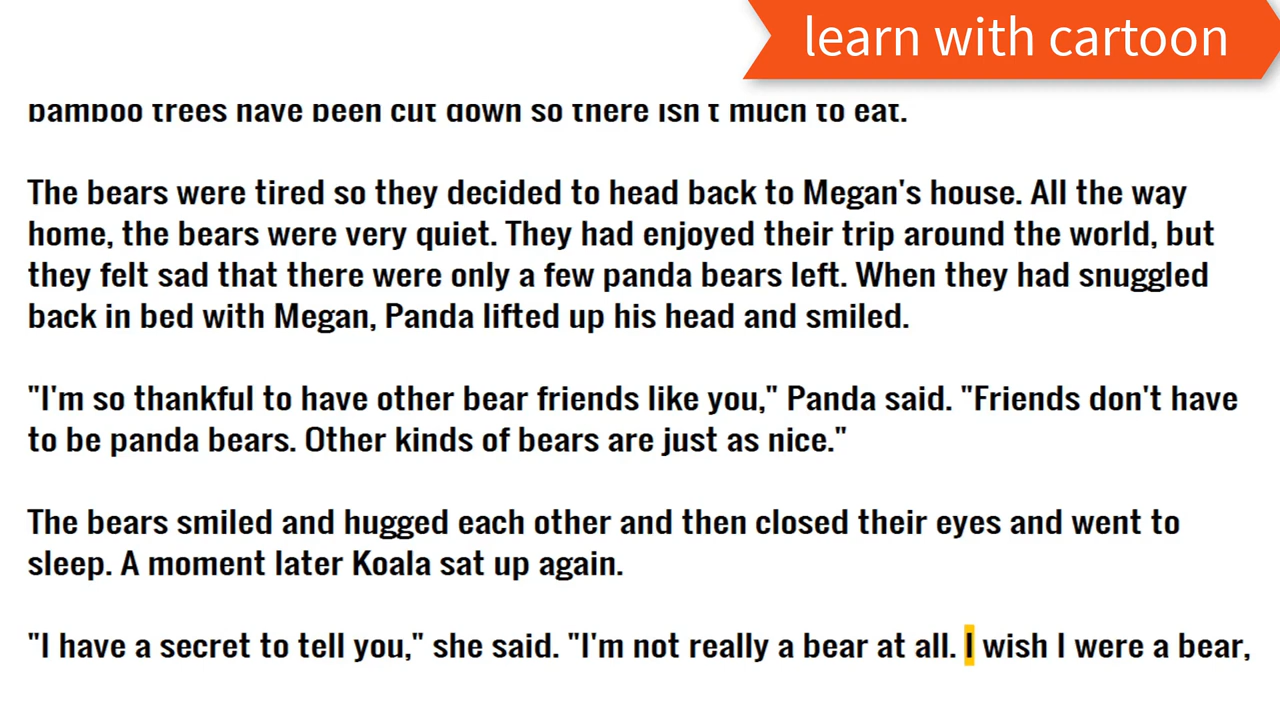 learn with cartoon
bamboo trees have been cut down so there isn't much to eat.
The bears were tired so they decided to head back to Megan's house. All the way
home, the bears were very quiet. They had enjoyed their trip around the world, but
they felt sad that there were only a few panda bears left. When they had snuggled
back in bed with Megan, Panda lifted up his head and smiled.
"I'm so thankful to have other bear friends like you," Panda said. "Friends don't have
to be panda bears. Other kinds of bears are just as nice."
The bears smiled and hugged each other and then closed their eyes and went to
sleep. A moment later Koala sat up again.
"I have a secret to tell you," she said. "I'm not really a bear at all. I wish I were a bear,